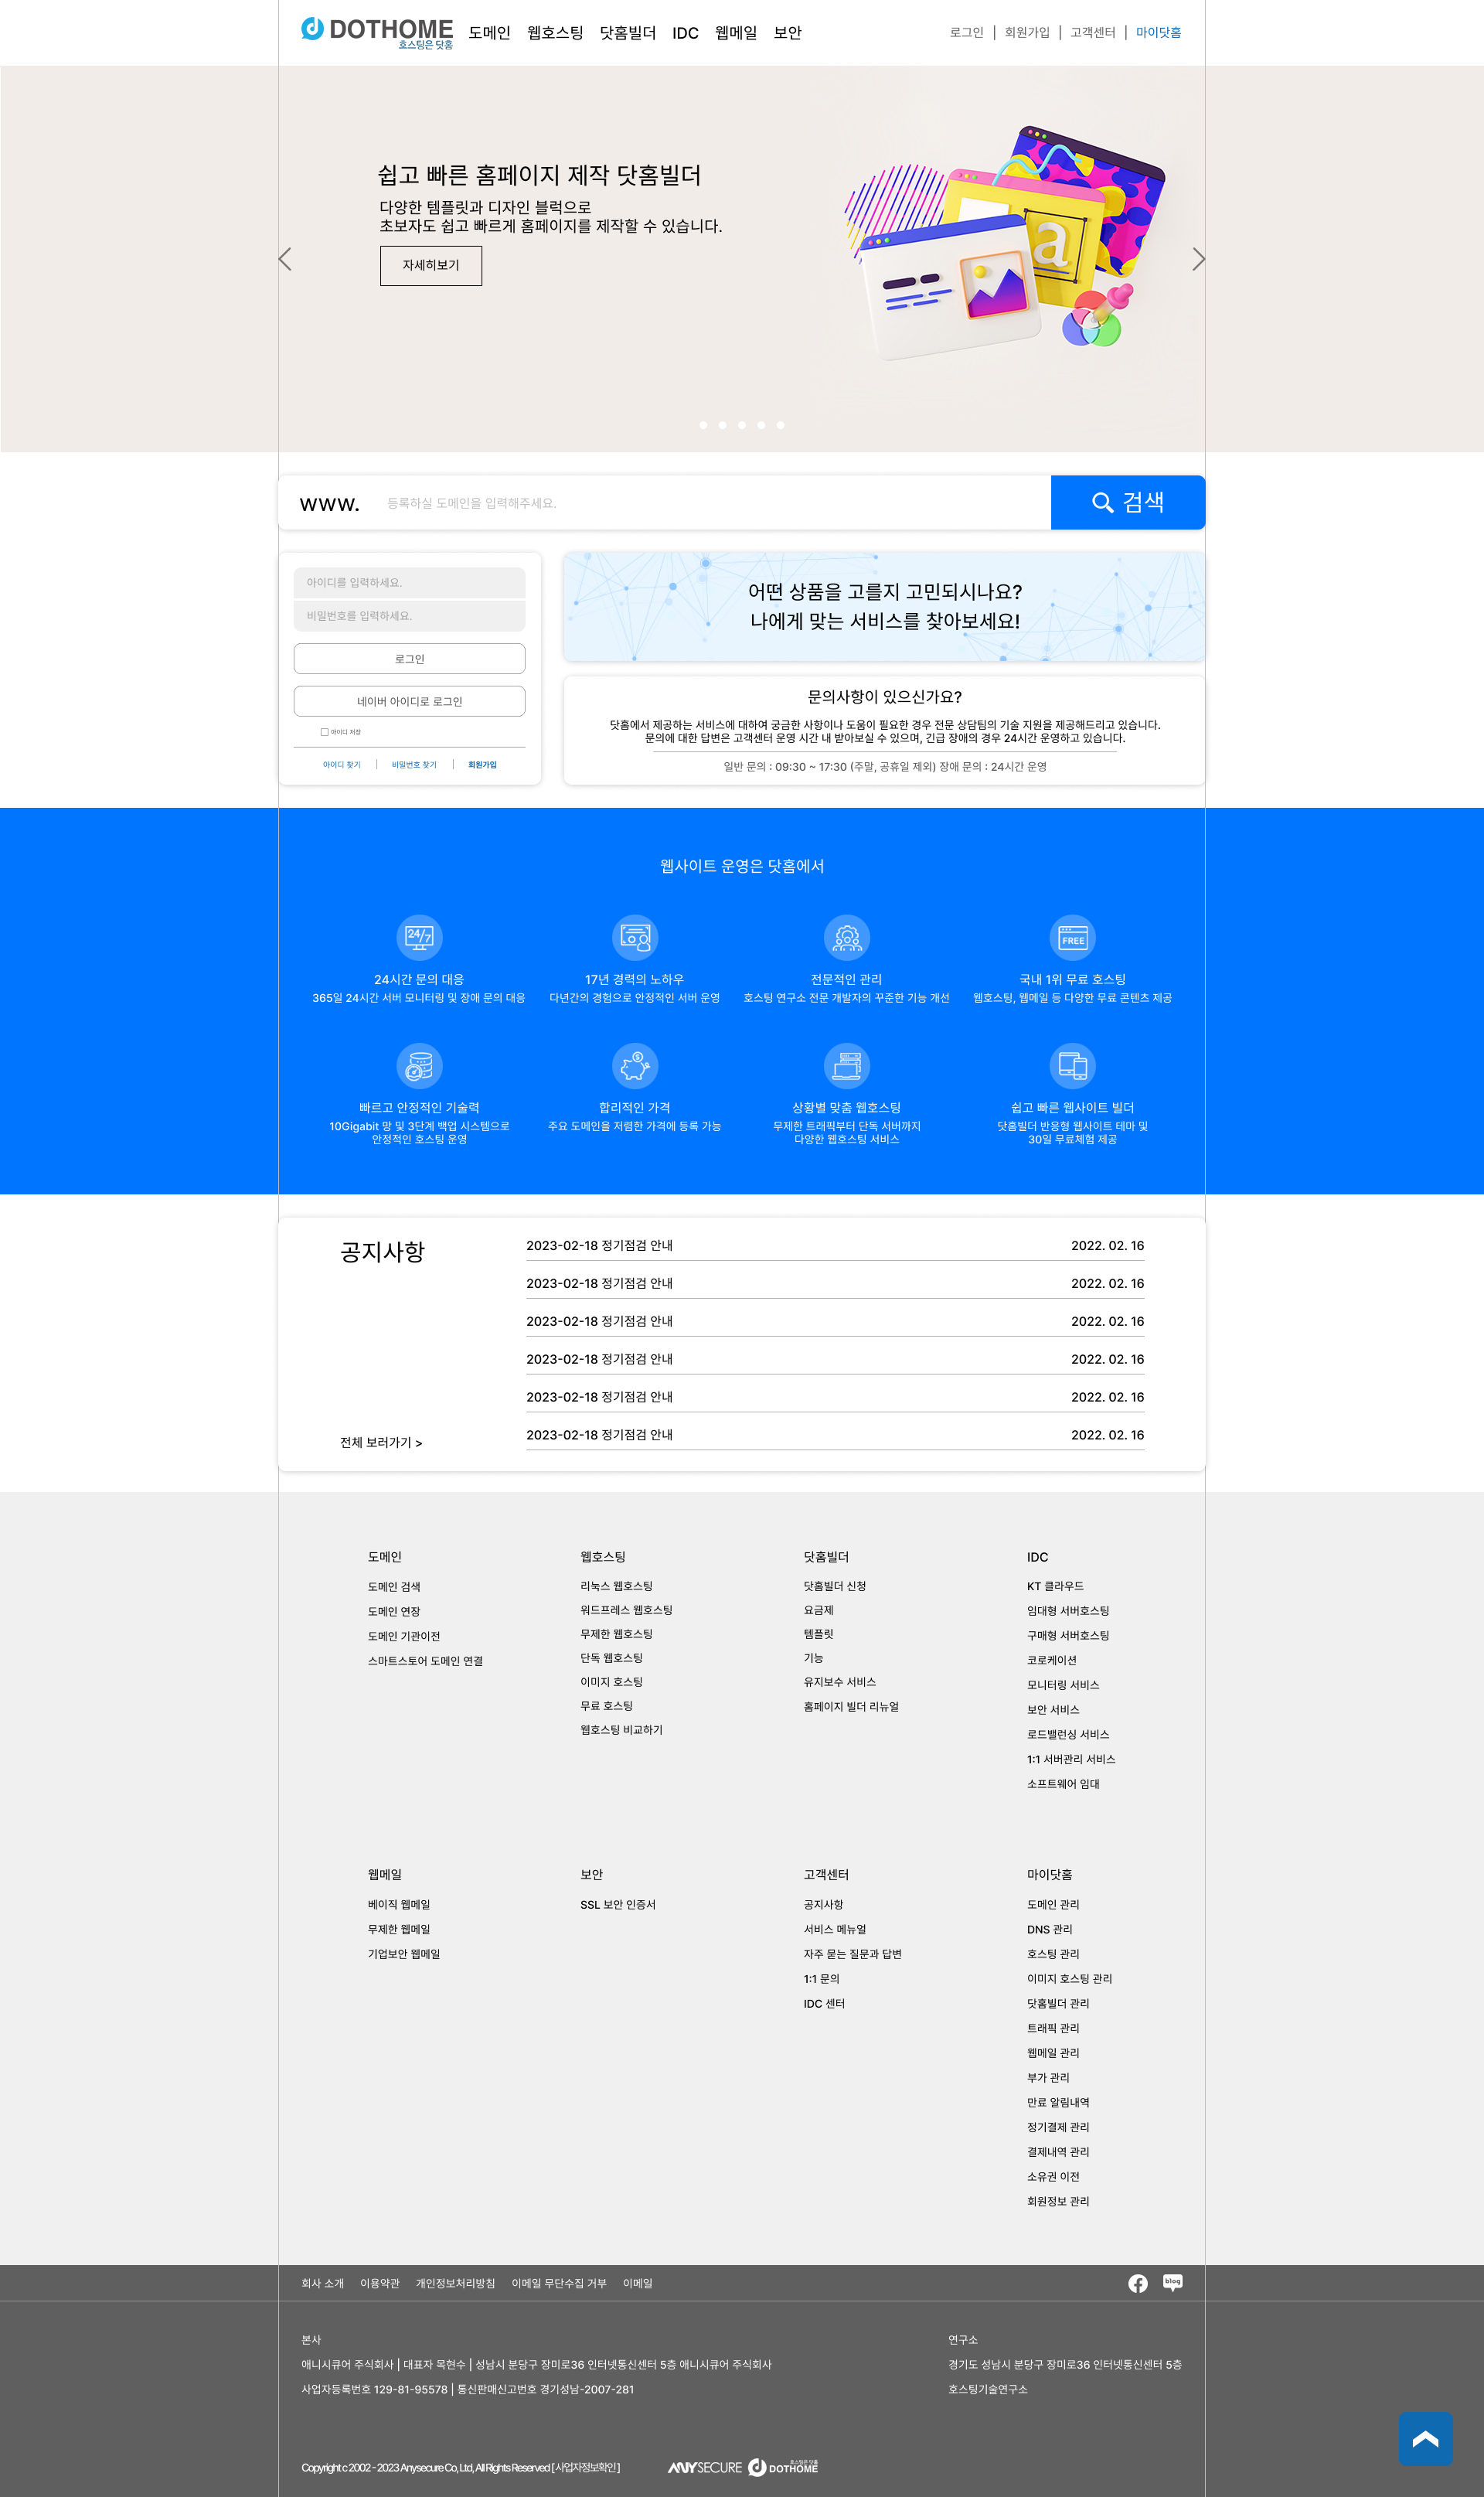 DOTHOME
호스팅은 닷홈
도메인 웹호스팅 닷홈빌더 IDC 웹메일 보안
로그인 | 회원가입 | 고객센터 | 마이닷홈
쉽고 빠른 홈페이지 제작 닷홈빌더
다양한 템플릿과 디자인 블럭으로
초보자도 쉽고 빠르게 홈페이지를 제작할 수 있습니다.
자세히보기
a
www. 등록하실 도메인을 입력해주세요. 검색
아이디를 입력하세요.
비밀번호를 입력하세요.
로그인
네이버 아이디로 로그인
아이디 저장
아이디 찾기 | 비밀번호 찾기 | 회원가입
어떤 상품을 고를지 고민되시나요?
나에게 맞는 서비스를 찾아보세요!
문의사항이 있으신가요?
닷홈에서 제공하는 서비스에 대하여 궁금한 사항이나 도움이 필요한 경우 전문 상담팀의 기술 지원을 제공해드리고 있습니다.
문의에 대한 답변은 고객센터 운영 시간 내 받아보실 수 있으며, 긴급 장애의 경우 24시간 운영하고 있습니다.
일반 문의 : 09:30 ~ 17:30 (주말, 공휴일 제외) 장애 문의 : 24시간 운영
웹사이트 운영은 닷홈에서
24/7
24시간 문의 대응
365일 24시간 서버 모니터링 및 장애 문의 대응
17년 경력의 노하우
다년간의 경험으로 안정적인 서버 운영
전문적인 관리
호스팅 연구소 전문 개발자의 꾸준한 기능 개선
FREE
국내 1위 무료 호스팅
웹호스팅, 웹메일 등 다양한 무료 콘텐츠 제공
빠르고 안정적인 기술력
10Gigabit 망 및 3단계 백업 시스템으로
안정적인 호스팅 운영
$
합리적인 가격
주요 도메인을 저렴한 가격에 등록 가능
상황별 맞춤 웹호스팅
무제한 트래픽부터 단독 서버까지
다양한 웹호스팅 서비스
쉽고 빠른 웹사이트 빌더
닷홈빌더 반응형 웹사이트 테마 및
30일 무료체험 제공
공지사항
전체 보러가기 >
2023-02-18 정기점검 안내 2022. 02. 16
2023-02-18 정기점검 안내 2022. 02. 16
2023-02-18 정기점검 안내 2022. 02. 16
2023-02-18 정기점검 안내 2022. 02. 16
2023-02-18 정기점검 안내 2022. 02. 16
2023-02-18 정기점검 안내 2022. 02. 16
도메인
도메인 검색
도메인 연장
도메인 기관이전
스마트스토어 도메인 연결
웹호스팅
리눅스 웹호스팅
워드프레스 웹호스팅
무제한 웹호스팅
단독 웹호스팅
이미지 호스팅
무료 호스팅
웹호스팅 비교하기
닷홈빌더
닷홈빌더 신청
요금제
템플릿
기능
유지보수 서비스
홈페이지 빌더 리뉴얼
IDC
KT 클라우드
임대형 서버호스팅
구매형 서버호스팅
코로케이션
모니터링 서비스
보안 서비스
로드밸런싱 서비스
1:1 서버관리 서비스
소프트웨어 임대
웹메일
베이직 웹메일
무제한 웹메일
기업보안 웹메일
보안
SSL 보안 인증서
고객센터
공지사항
서비스 메뉴얼
자주 묻는 질문과 답변
1:1 문의
IDC 센터
마이닷홈
도메인 관리
DNS 관리
호스팅 관리
이미지 호스팅 관리
닷홈빌더 관리
트래픽 관리
웹메일 관리
부가 관리
만료 알림내역
정기결제 관리
결제내역 관리
소유권 이전
회원정보 관리
회사 소개 이용약관 개인정보처리방침 이메일 무단수집 거부 이메일
blog
본사
애니시큐어 주식회사 | 대표자 목현수 | 성남시 분당구 장미로36 인터넷통신센터 5층 애니시큐어 주식회사
사업자등록번호 129-81-95578 | 통신판매신고번호 경기성남-2007-281
연구소
경기도 성남시 분당구 장미로36 인터넷통신센터 5층
호스팅기술연구소
Copyright c 2002 - 2023 Anysecure Co, Ltd, All Rights Reserved [ 사업자정보확인 ]
ANYSECURE
호스팅은 닷홈
DOTHOME